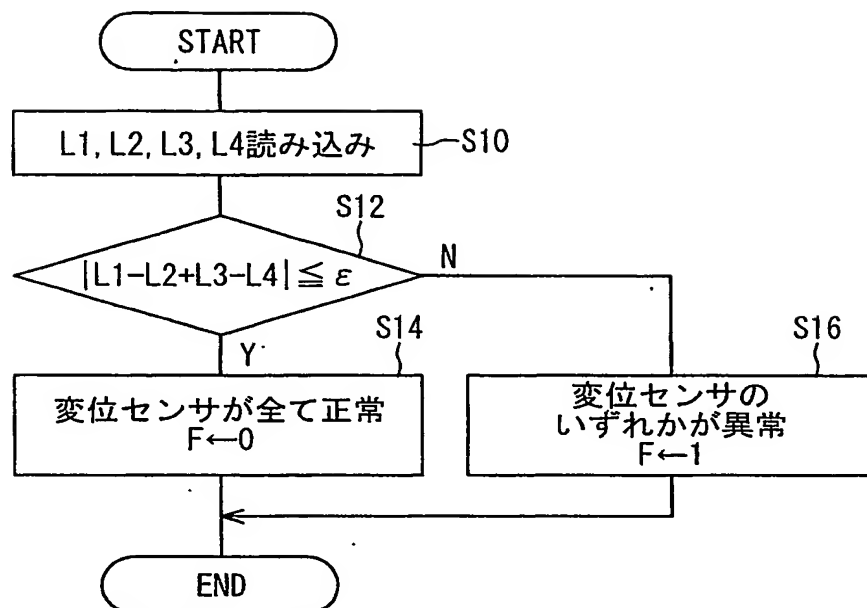 START
L1, L2, L3, L4読み込み
S10
S12
|L1-L2+L3-L4|≦ε
N
Y
S14
変位センサが全て正常
F←0
S16
変位センサの
いずれかが異常
F←1
END